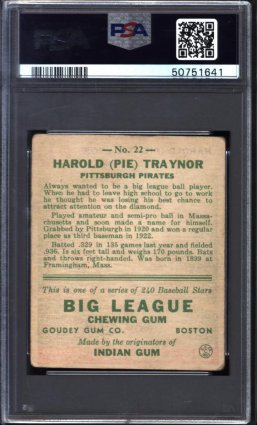 PSA
50751641
— No. 22 —
HAROLD (PIE) TRAYNOR
PITTSBURGH PIRATES
Always wanted to be a big league ball player.
When he had to leave high school to go to work
he thought he was losing his best chance to
attract attention on the diamond.
Played amateur and semi-pro ball in Massa-
chusetts and soon made a name for himself.
Grabbed by Pittsburgh in 1920 and won a regular
place as third baseman in 1922.
Batted .329 in 135 games last year and fielded
.936. Is six feet tall and weighs 170 pounds. Bats
and throws right-handed. Was born in 1899 at
Framingham, Mass.
This is one of a series of 240 Baseball Stars
BIG LEAGUE
CHEWING GUM
GOUDEY GUM CO. BOSTON
Made by the originators of
INDIAN GUM